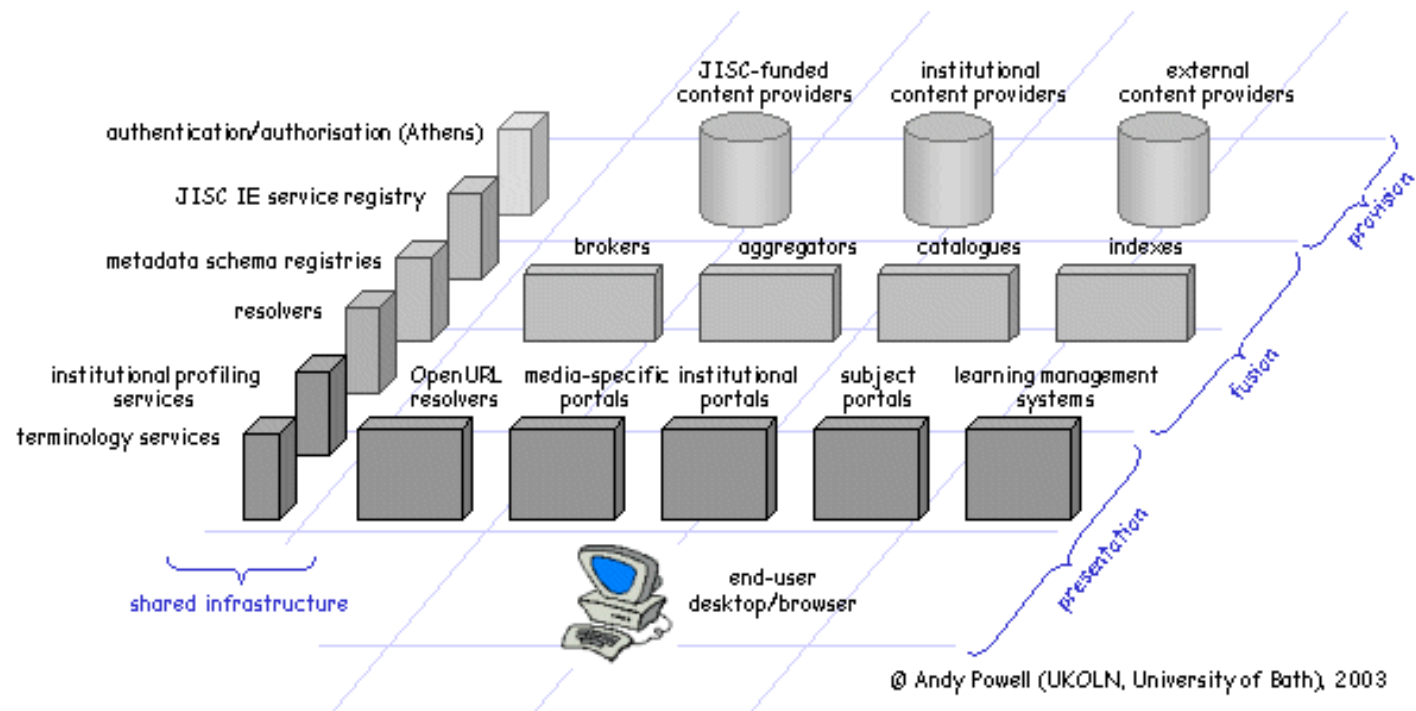 JISC-funded
content providers
institutional
content providers
external
content providers
authentication/authorisation (Athens)
JISC IE service registry
provision
brokers
aggregators
catalogues
indexes
metadata schema registries
resolvers
fusion
institutional profiling
services
OpenURL
resolvers
media-specific
portals
institutional
portals
subject
portals
learning management
systems
terminology services
presentation
shared infrastructure
end-user
desktop/browser
@ Andy Powell (UKOLN, University of Bath), 2003